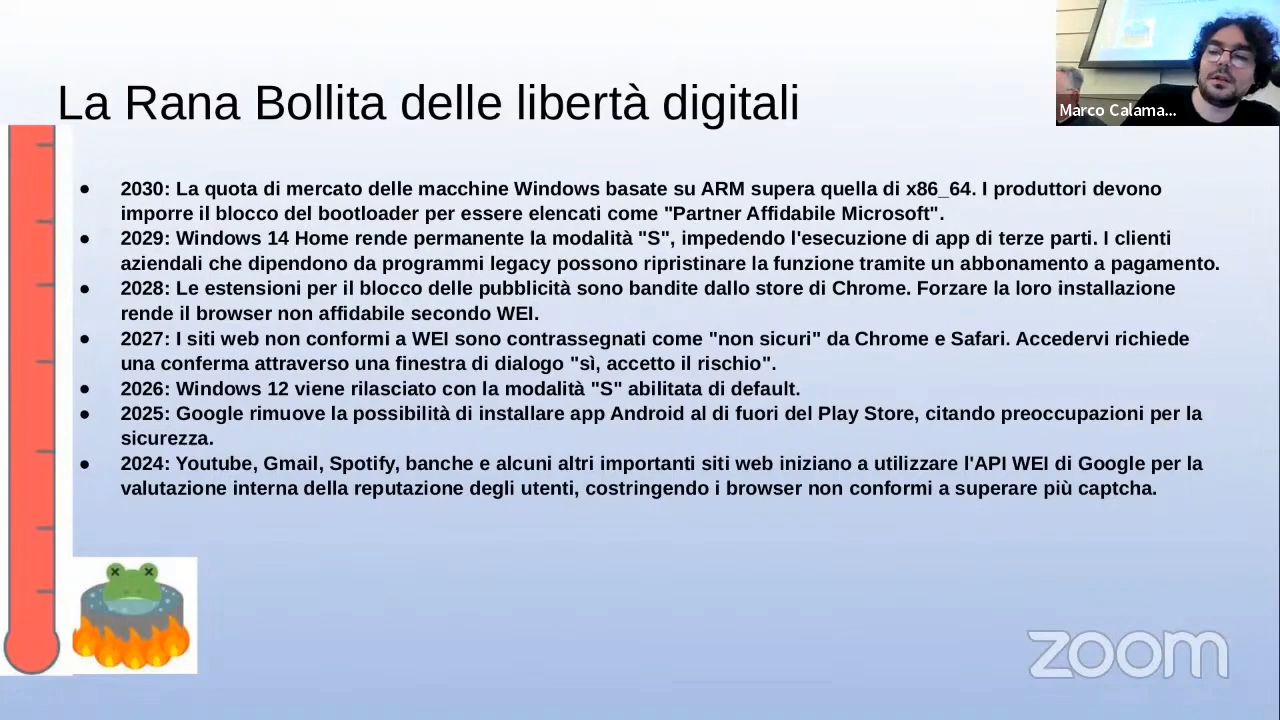 La Rana Bollita delle libertà digitali
Marco Calama...
● 2030: La quota di mercato delle macchine Windows basate su ARM supera quella di x86_64. I produttori devono
imporre il blocco del bootloader per essere elencati come "Partner Affidabile Microsoft".
● 2029: Windows 14 Home rende permanente la modalità "S", impedendo l'esecuzione di app di terze parti. I clienti
aziendali che dipendono da programmi legacy possono ripristinare la funzione tramite un abbonamento a pagamento.
● 2028: Le estensioni per il blocco delle pubblicità sono bandite dallo store di Chrome. Forzare la loro installazione
rende il browser non affidabile secondo WEI.
● 2027: I siti web non conformi a WEI sono contrassegnati come "non sicuri" da Chrome e Safari. Accedervi richiede
una conferma attraverso una finestra di dialogo "sì, accetto il rischio".
● 2026: Windows 12 viene rilasciato con la modalità "S" abilitata di default.
● 2025: Google rimuove la possibilità di installare app Android al di fuori del Play Store, citando preoccupazioni per la
sicurezza.
● 2024: Youtube, Gmail, Spotify, banche e alcuni altri importanti siti web iniziano a utilizzare l'API WEI di Google per la
valutazione interna della reputazione degli utenti, costringendo i browser non conformi a superare più captcha.
zoom